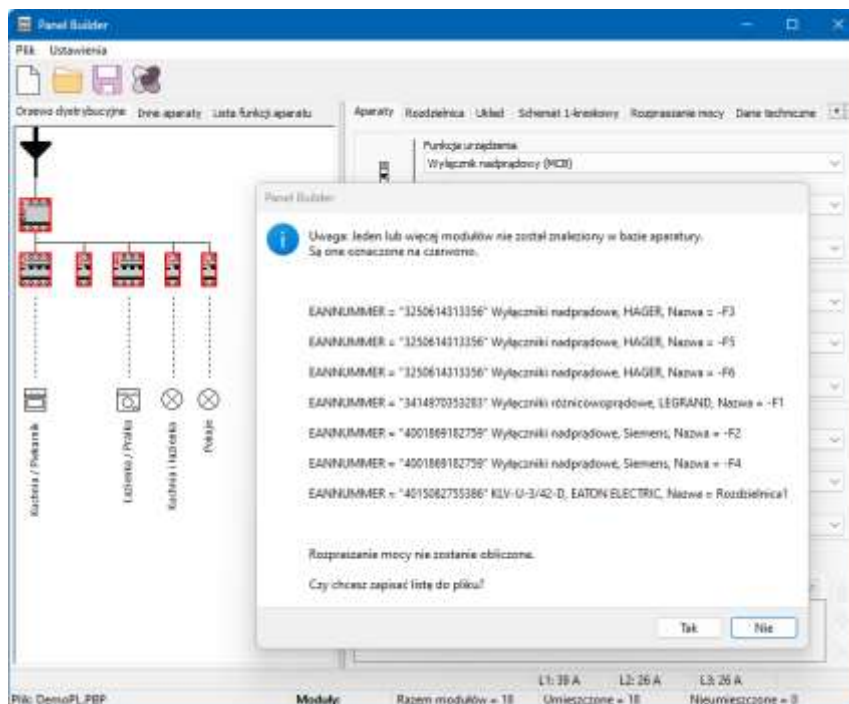 Panel Builder
Plik Ustawienia
Drzewo dystrybucyjne Inne aparaty Lista funkcji aparatu
Aparaty Rozdzielnica Układ Schemat 1-kreskowy Rozpraszanie mocy Dane techniczne
Funkcja urządzenia
Wyłącznik nadprądowy (MCB)
Panel Builder
Uwaga: Jeden lub więcej modułów nie został znaleziony w bazie aparatury.
Są one oznaczone na czerwono.
EANNUMMER = "3250614313356" Wyłączniki nadprądowe, HAGER, Nazwa = -F3
EANNUMMER = "3250614313356" Wyłączniki nadprądowe, HAGER, Nazwa = -F5
EANNUMMER = "3250614313356" Wyłączniki nadprądowe, HAGER, Nazwa = -F6
EANNUMMER = "3414970353283" Wyłączniki różnicowoprądowe, LEGRAND, Nazwa = -F1
EANNUMMER = "4001869182759" Wyłączniki nadprądowe, Siemens, Nazwa = -F2
EANNUMMER = "4001869182759" Wyłączniki nadprądowe, Siemens, Nazwa = -F4
EANNUMMER = "4015082755386" KLV-U-3/42-D, EATON ELECTRIC, Nazwa = Rozdzielnica1
Rozpraszanie mocy nie zostanie obliczone.
Czy chcesz zapisać listę do pliku?
Tak Nie
Kuchnia / Piekarnik
Łazienka / Pralka
Kuchnia i łazienka
Pokoje
L1: 39 A L2: 26 A L3: 26 A
Plik: DemoPL.PBP Moduły: Razem modułów = 18 Umieszczone = 18 Nieumieszczone = 0